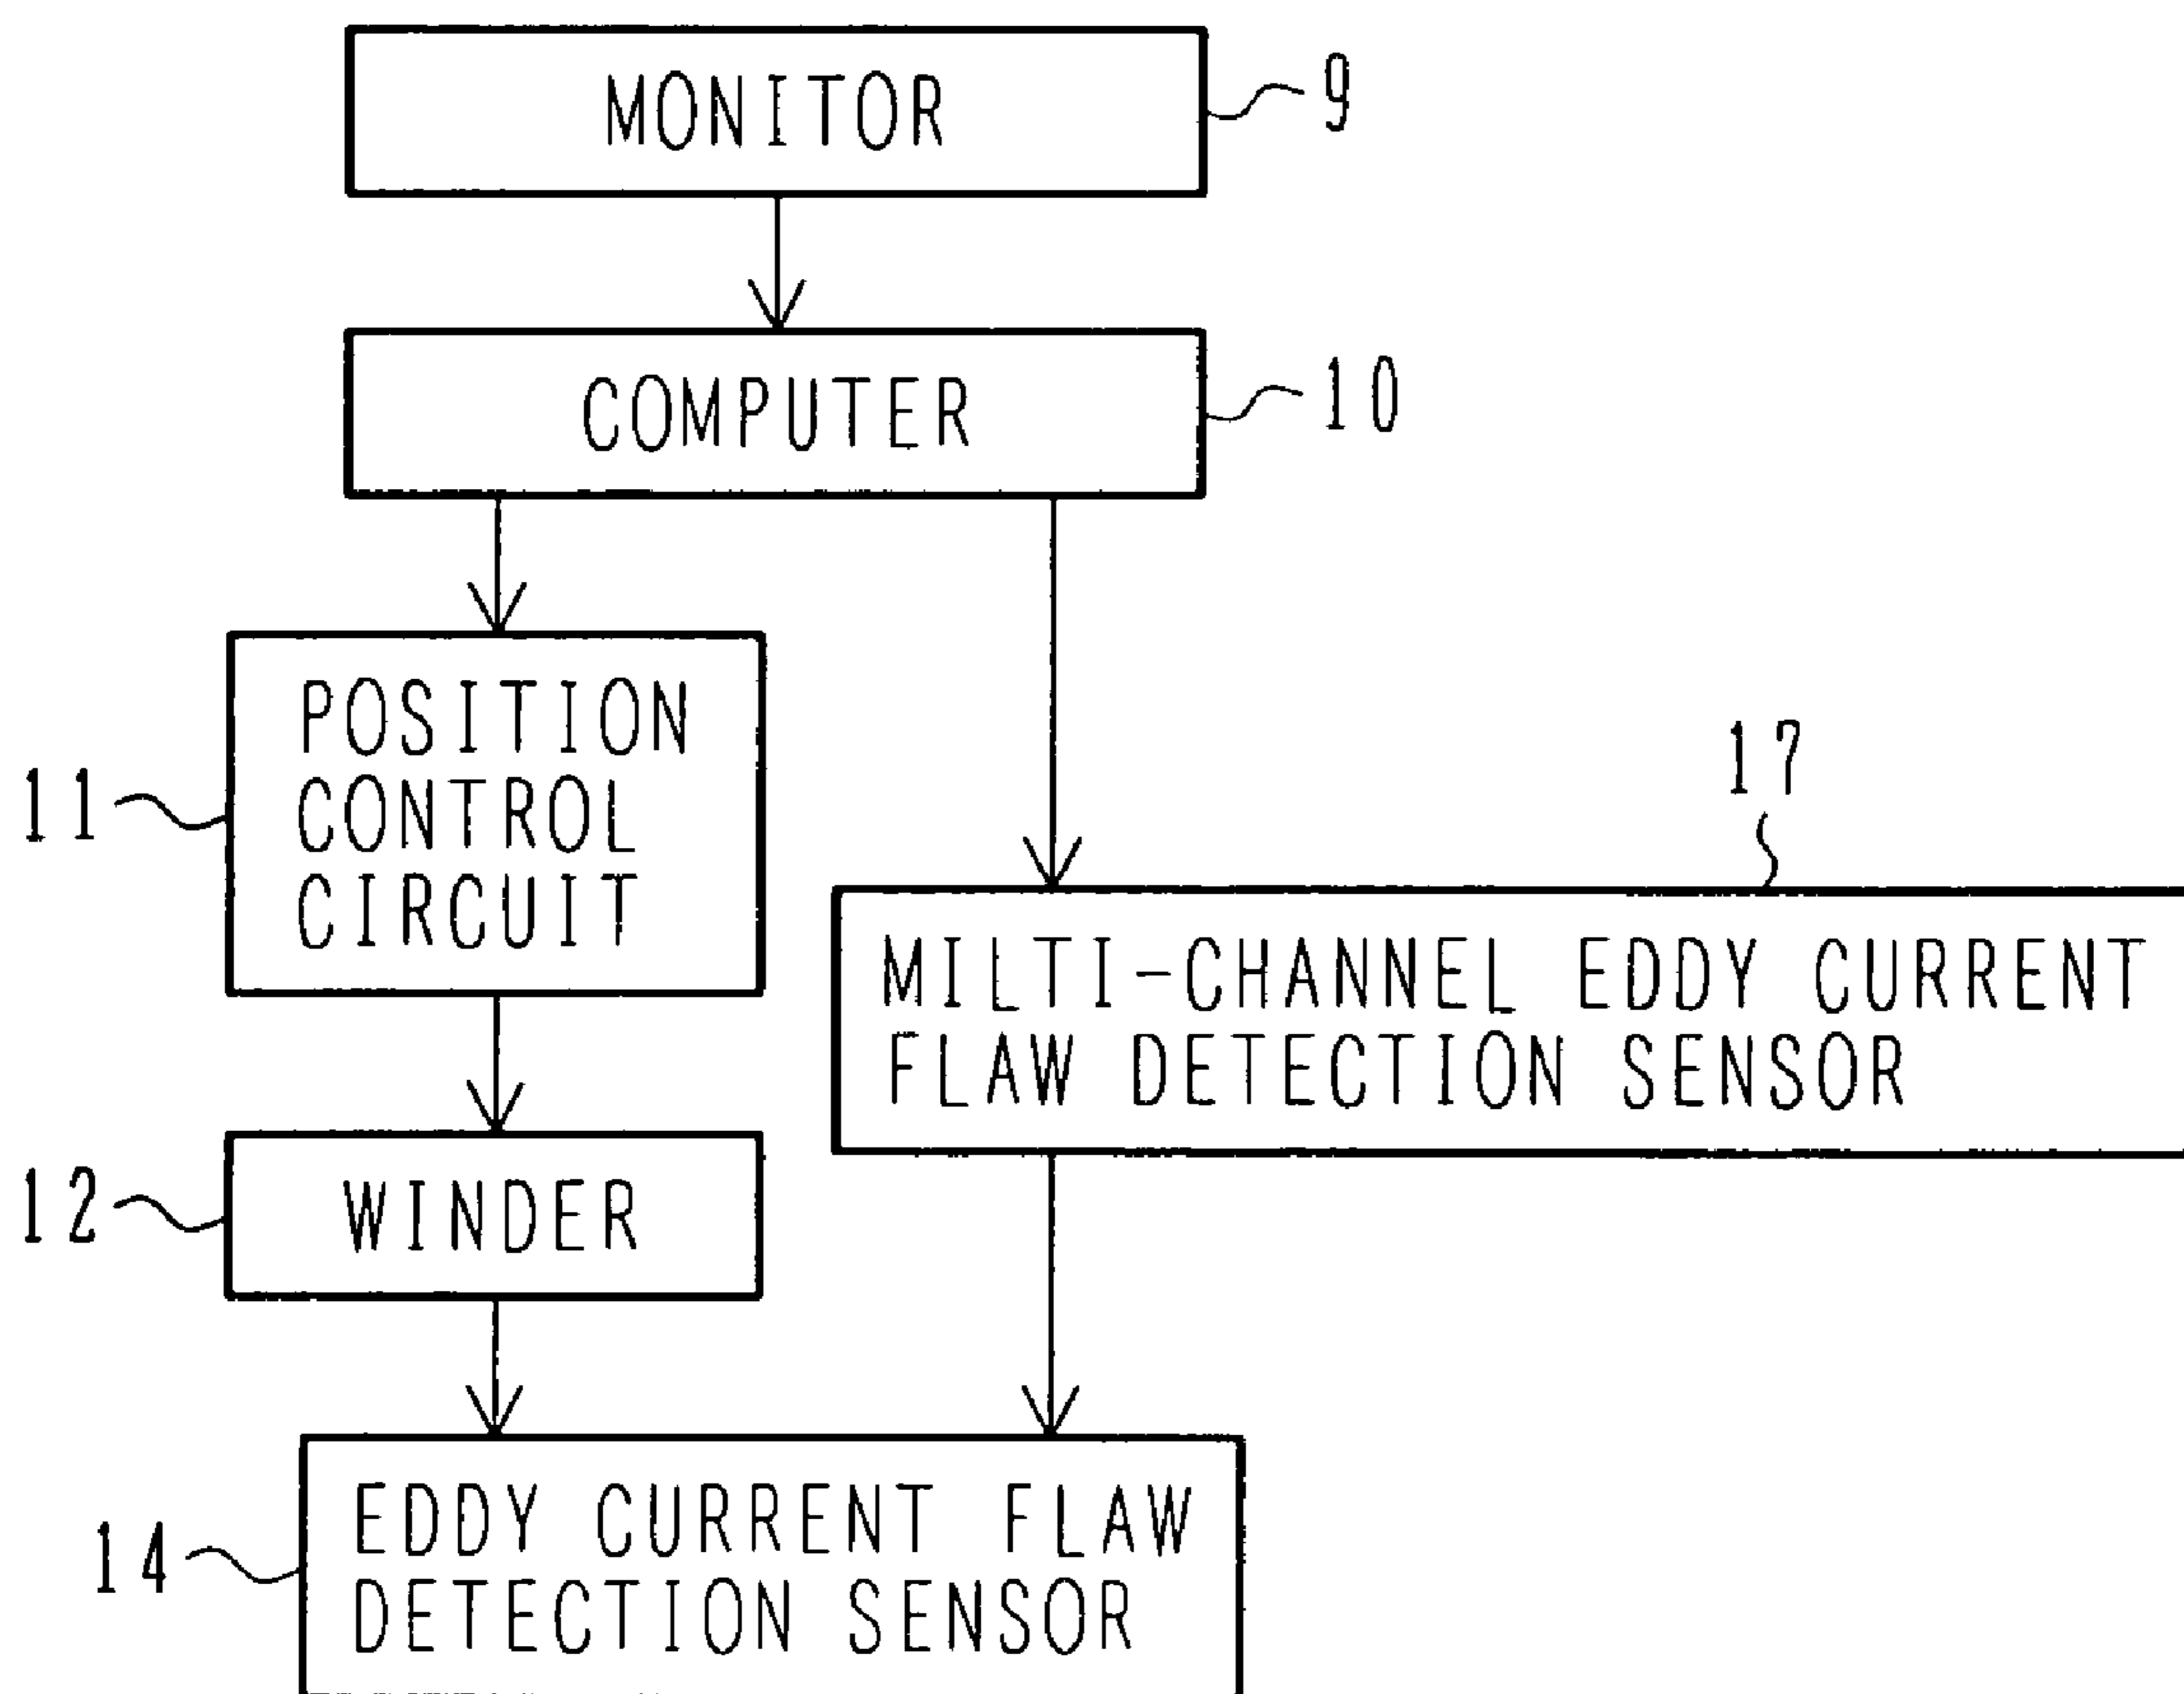 MONITOR
9
COMPUTER
10
POSITION
CONTROL
CIRCUIT
11
17
MILTI-CHANNEL EDDY CURRENT
FLAW DETECTION SENSOR
12
WINDER
14
EDDY CURRENT FLAW
DETECTION SENSOR